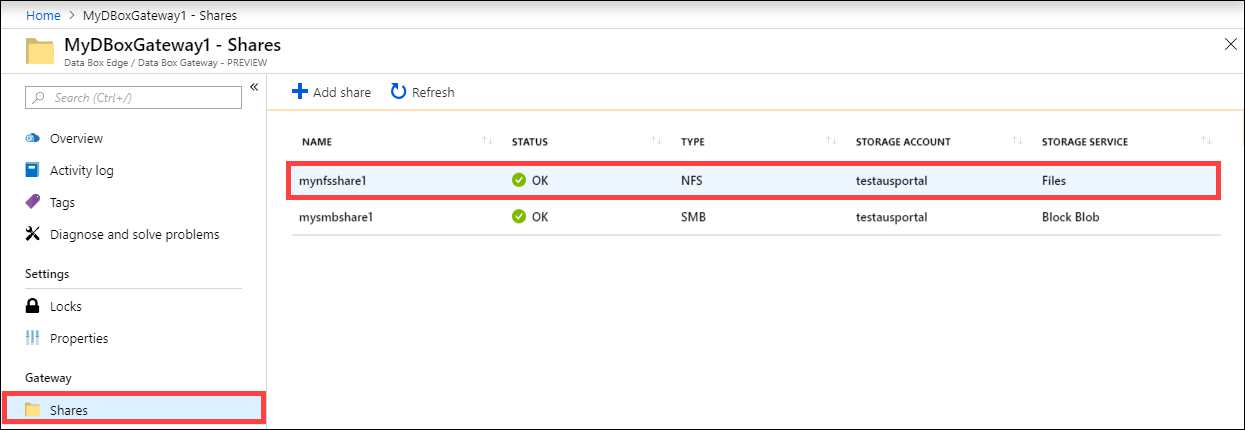 Home > MyDBoxGateway1 - Shares
MyDBoxGateway1 - Shares
Data Box Edge / Data Box Gateway - PREVIEW
Search (Ctrl+/)
Overview
Activity log
Tags
Diagnose and solve problems
Settings
Locks
Properties
Gateway
Shares
Add share Refresh
NAME STATUS TYPE STORAGE ACCOUNT STORAGE SERVICE
mynfsshare1 OK NFS testausportal Files
mysmbshare1 OK SMB testausportal Block Blob